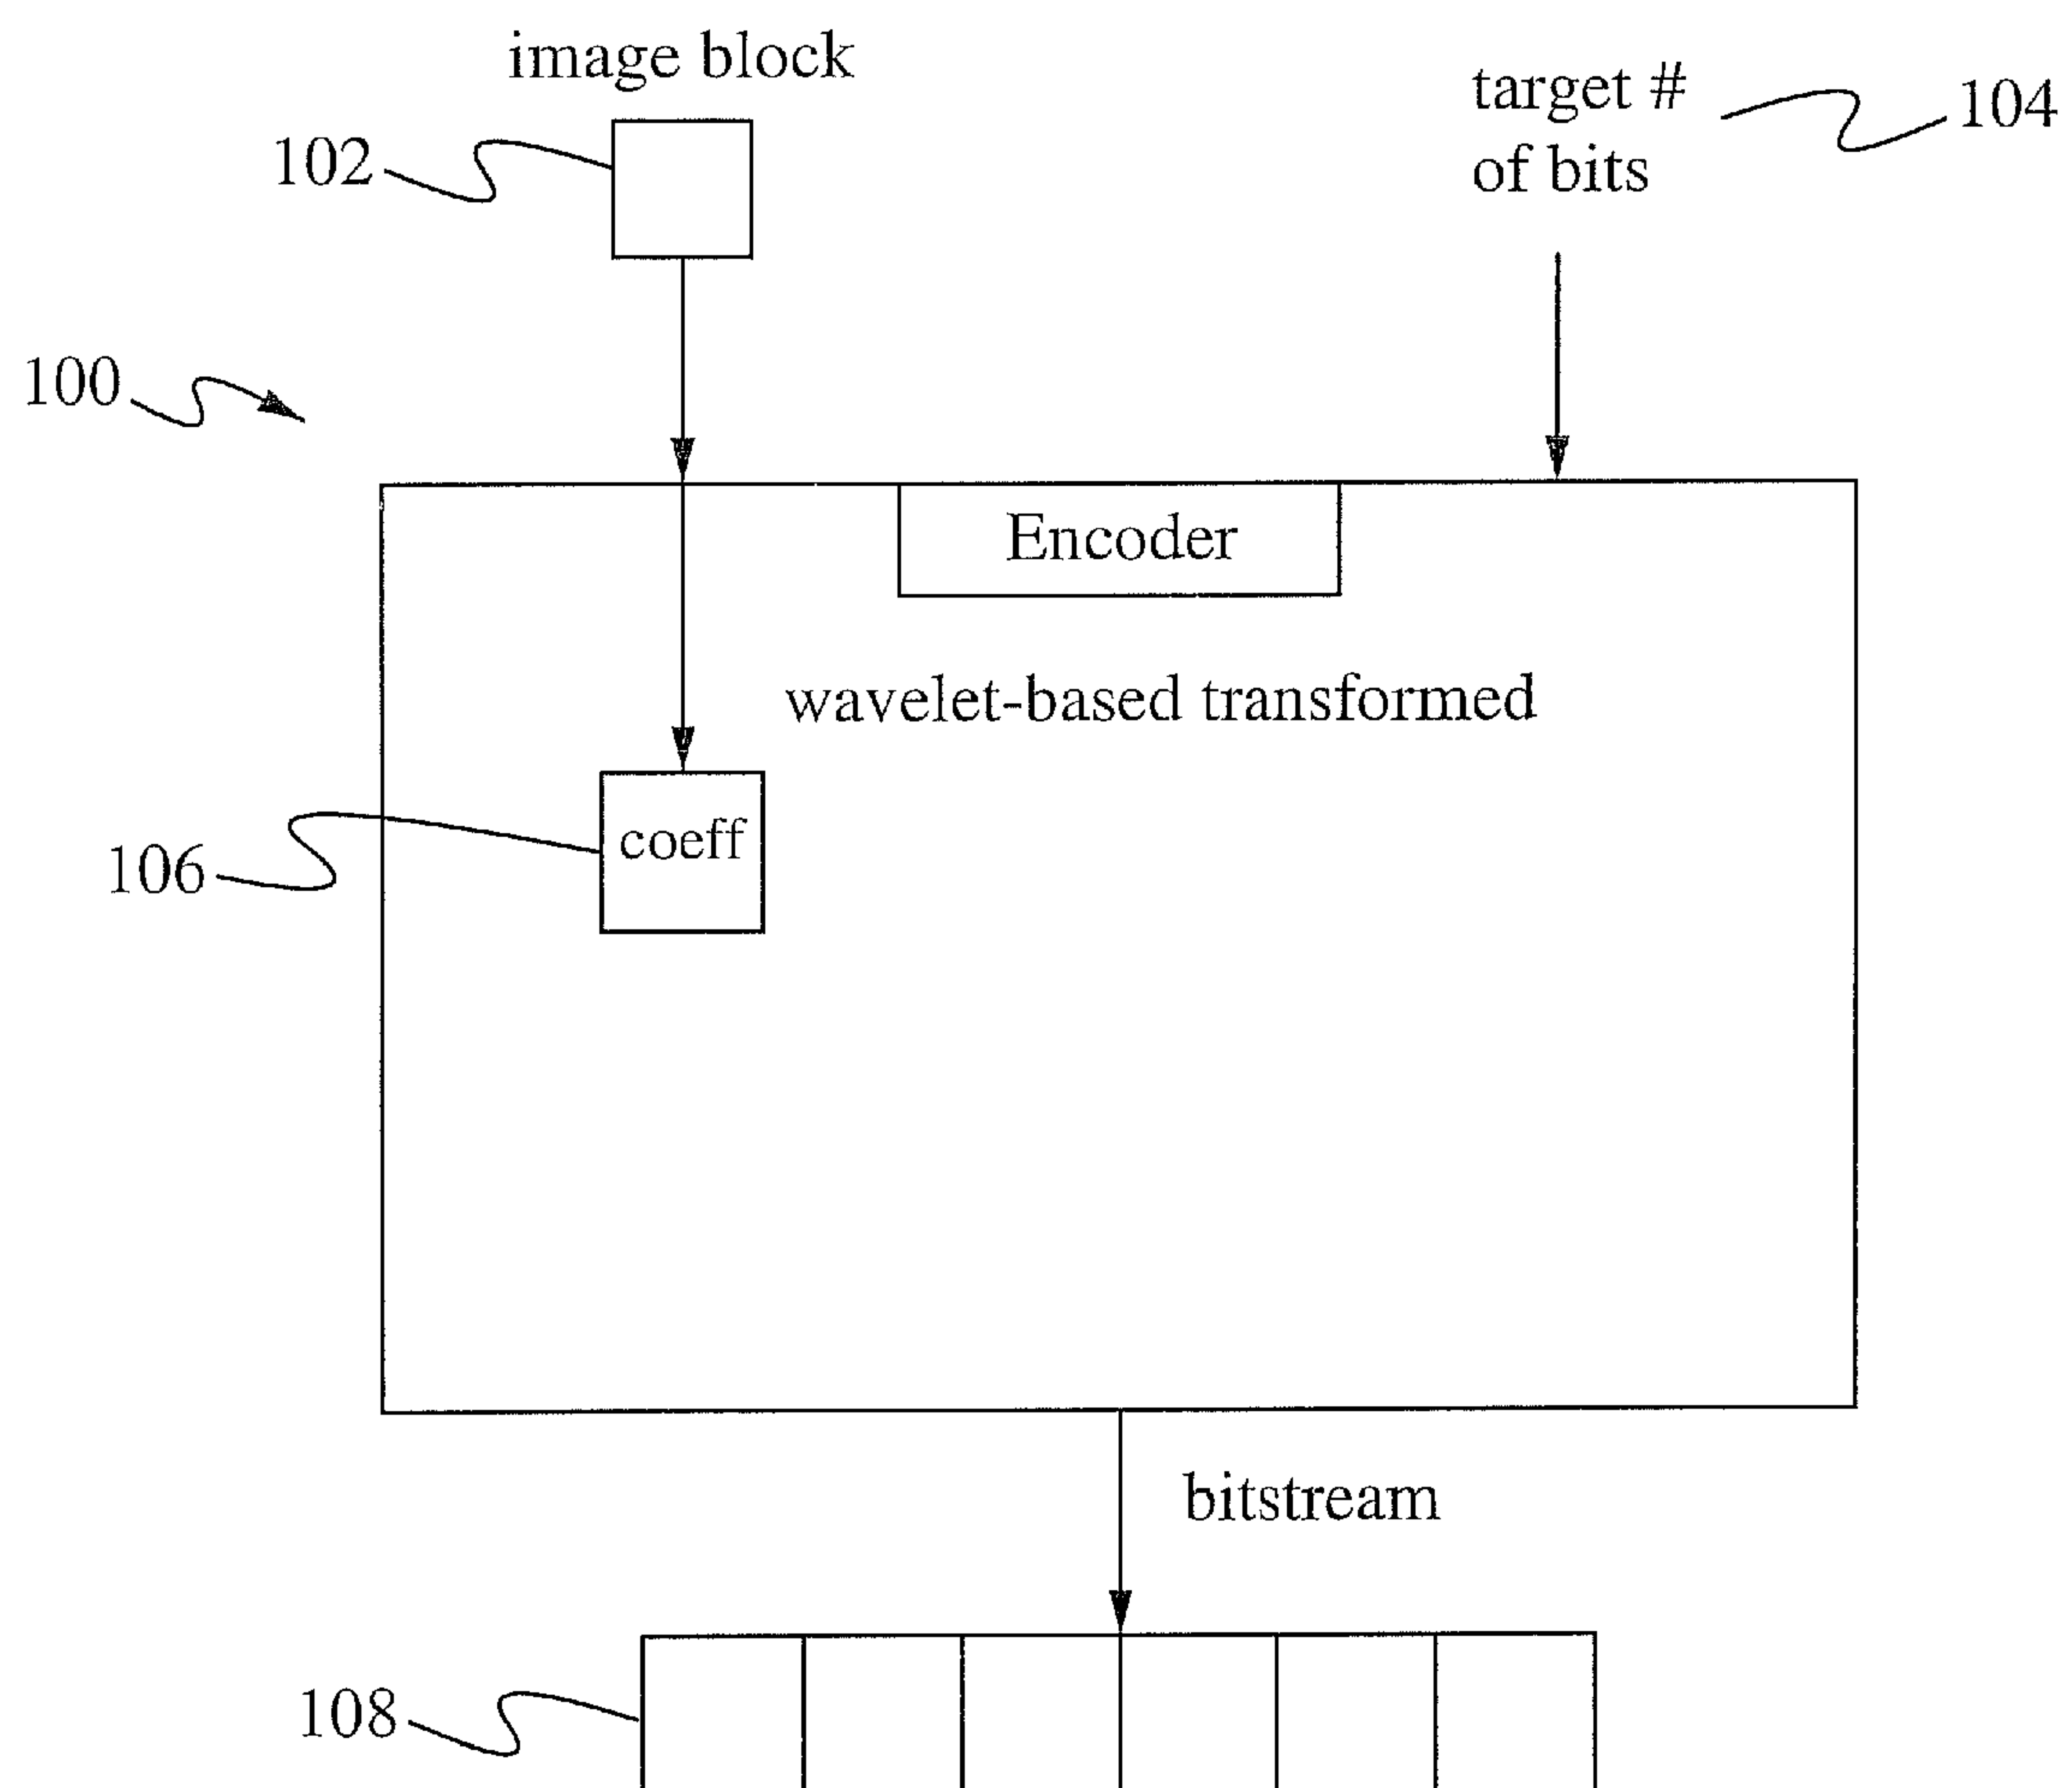 image block
target #
of bits
104
102
100
Encoder
wavelet-based transformed
coeff
106
bitstream
108